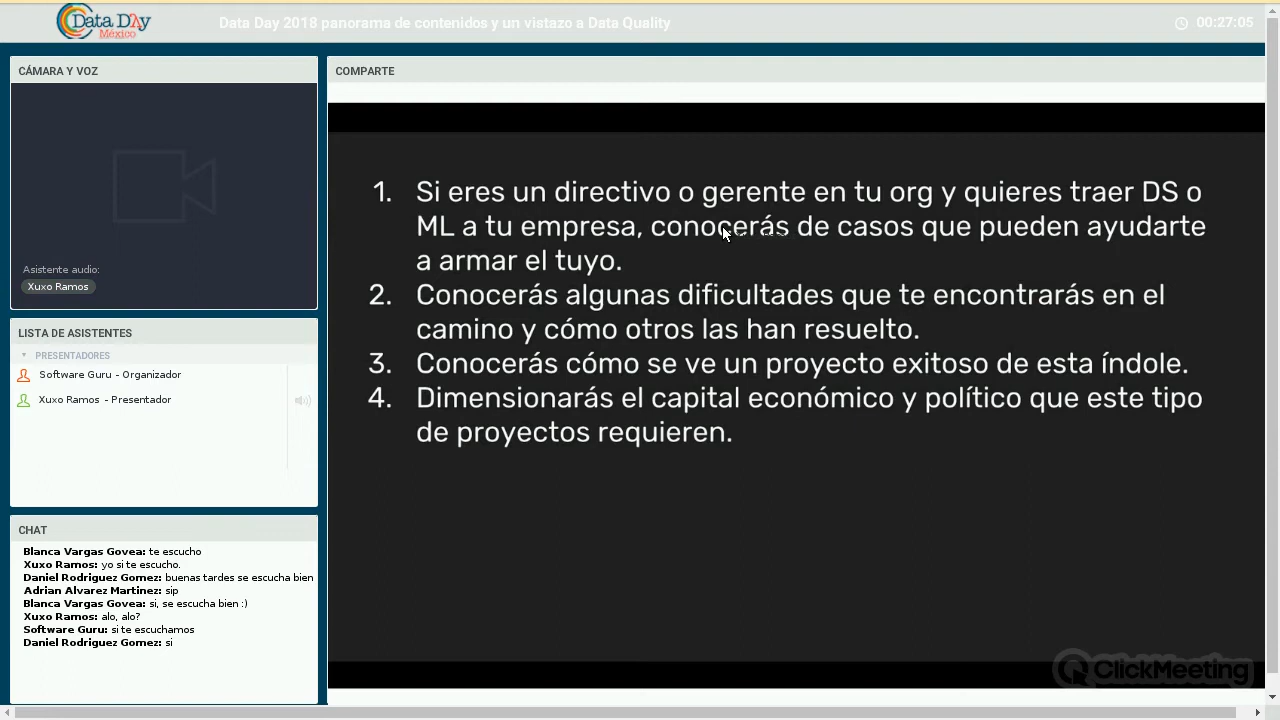 Data Day
México
Data Day 2018 panorama de contenidos y un vistazo a Data Quality
00:27:05
CÁMARA Y VOZ
Asistente audio:
Xuxo Ramos
LISTA DE ASISTENTES
PRESENTADORES
Software Guru - Organizador
Xuxo Ramos - Presentador
CHAT
Blanca Vargas Govea: te escucho
Xuxo Ramos: yo si te escucho.
Daniel Rodriguez Gomez: buenas tardes se escucha bien
Adrian Alvarez Martinez: sip
Blanca Vargas Govea: si, se escucha bien :)
Xuxo Ramos: alo, alo?
Software Guru: si te escuchamos
Daniel Rodriguez Gomez: si
COMPARTE
1. Si eres un directivo o gerente en tu org y quieres traer DS o
ML a tu empresa, conocerás de casos que pueden ayudarte
a armar el tuyo.
2. Conocerás algunas dificultades que te encontrarás en el
camino y cómo otros las han resuelto.
3. Conocerás cómo se ve un proyecto exitoso de esta índole.
4. Dimensionarás el capital económico y político que este tipo
de proyectos requieren.
ClickMeeting